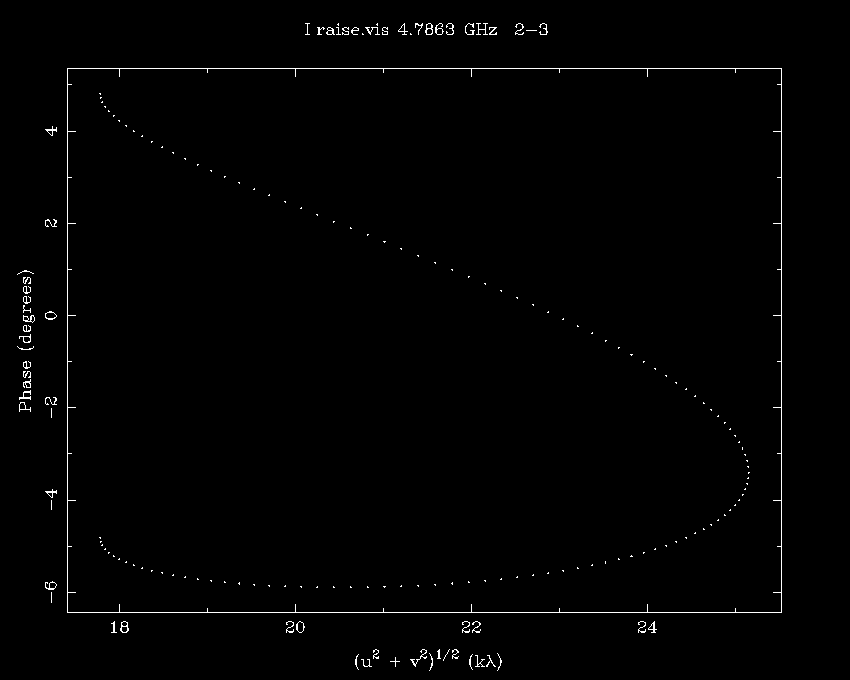 I raise.vis 4.7863 GHz 2−3
4
2
0
−2
−4
−6
Phase (degrees)
18 20 22 24
(u² + v²)¹/² (kλ)